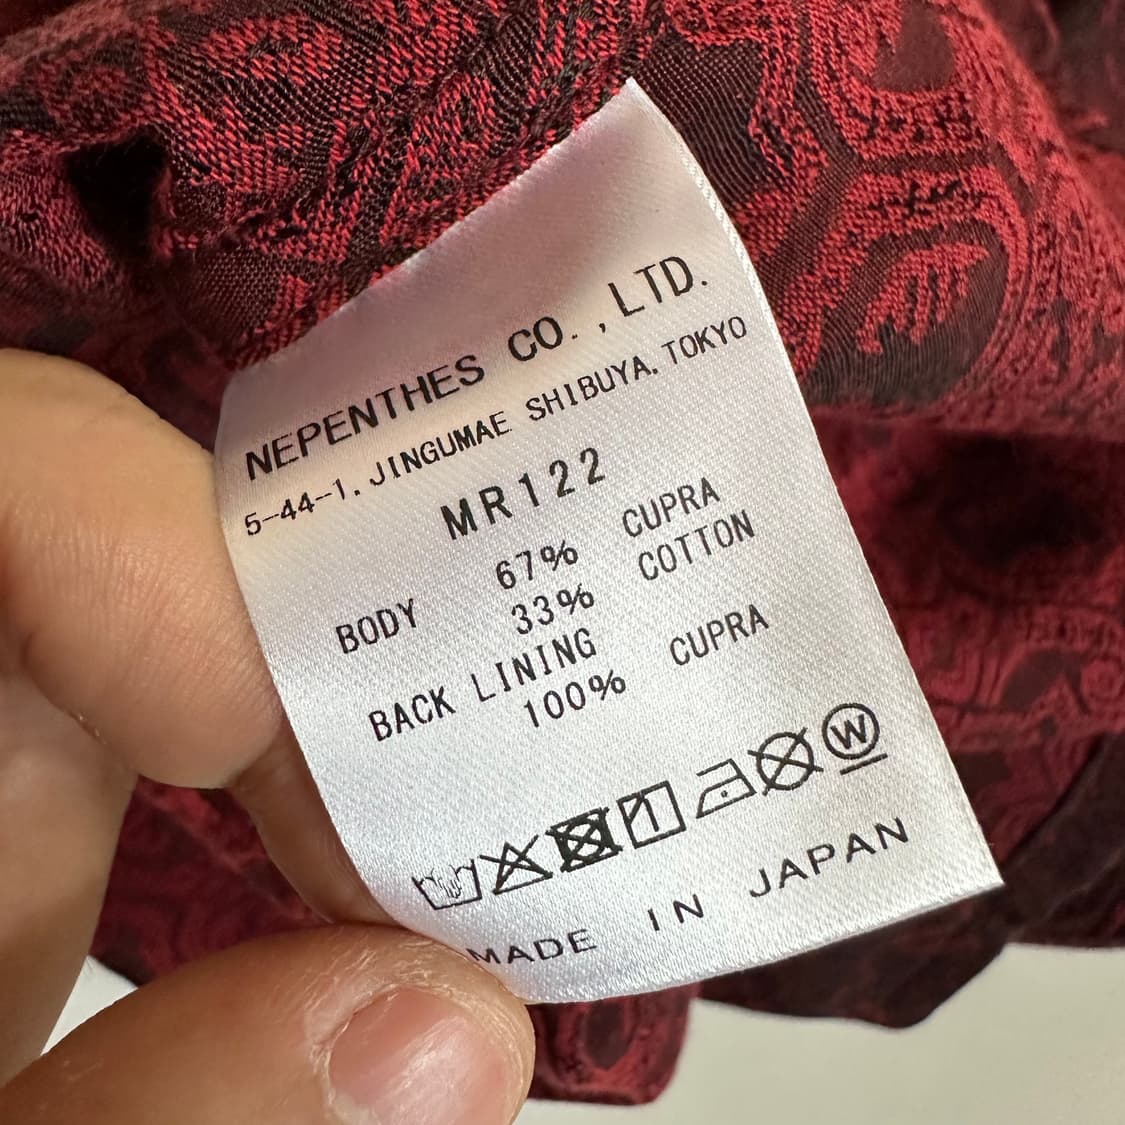 NEPENTHES CO.,LTD.
5-44-1, JINGUMAE SHIBUYA, TOKYO
MR122
67% CUPRA
BODY 33% COTTON
BACK LINING
100% CUPRA
W
MADE IN JAPAN